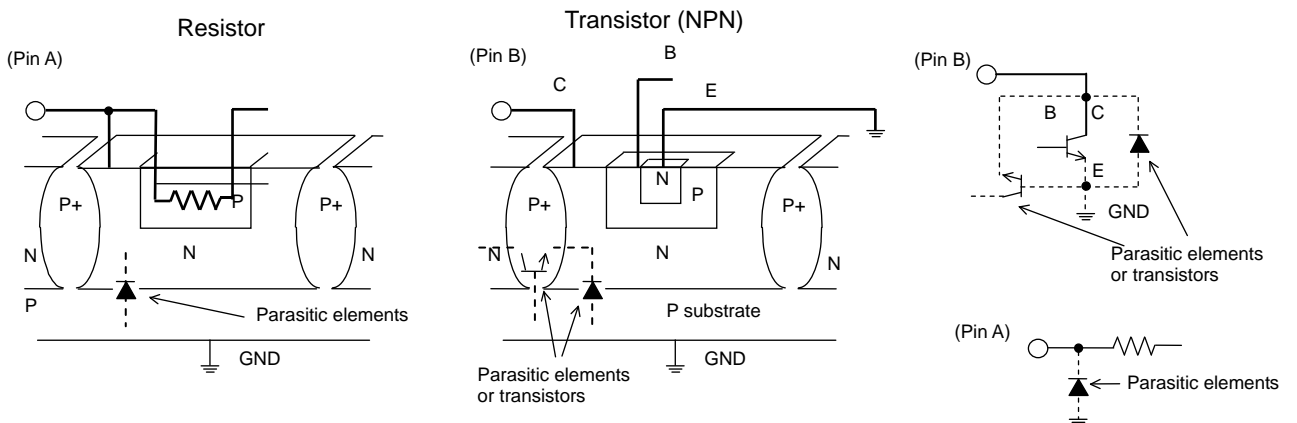 Resistor
(Pin A)
P+
P
P+
N
N
N
P
Parasitic elements
GND
Transistor (NPN)
(Pin B)
B
C
E
N
P
P+
P+
N
N
N
P substrate
GND
Parasitic elements
or transistors
(Pin B)
B
C
E
GND
Parasitic elements
or transistors
(Pin A)
Parasitic elements